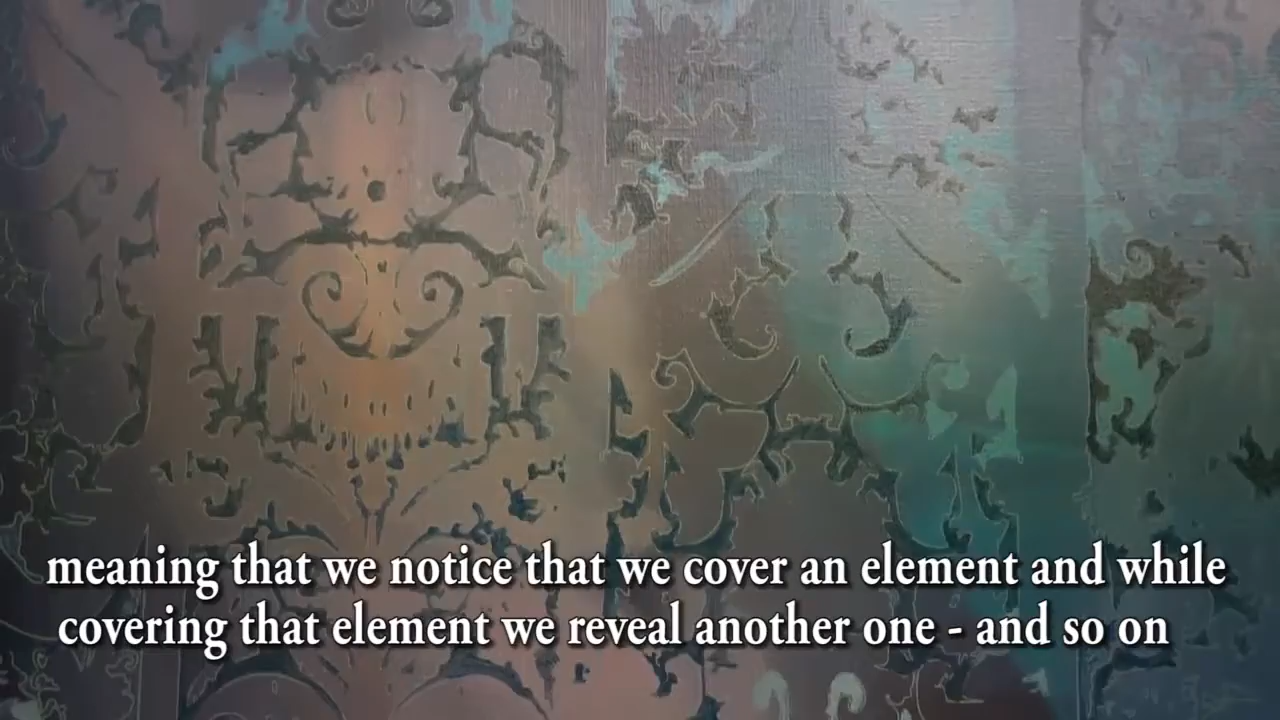 meaning that we notice that we cover an element and while
covering that element we reveal another one - and so on